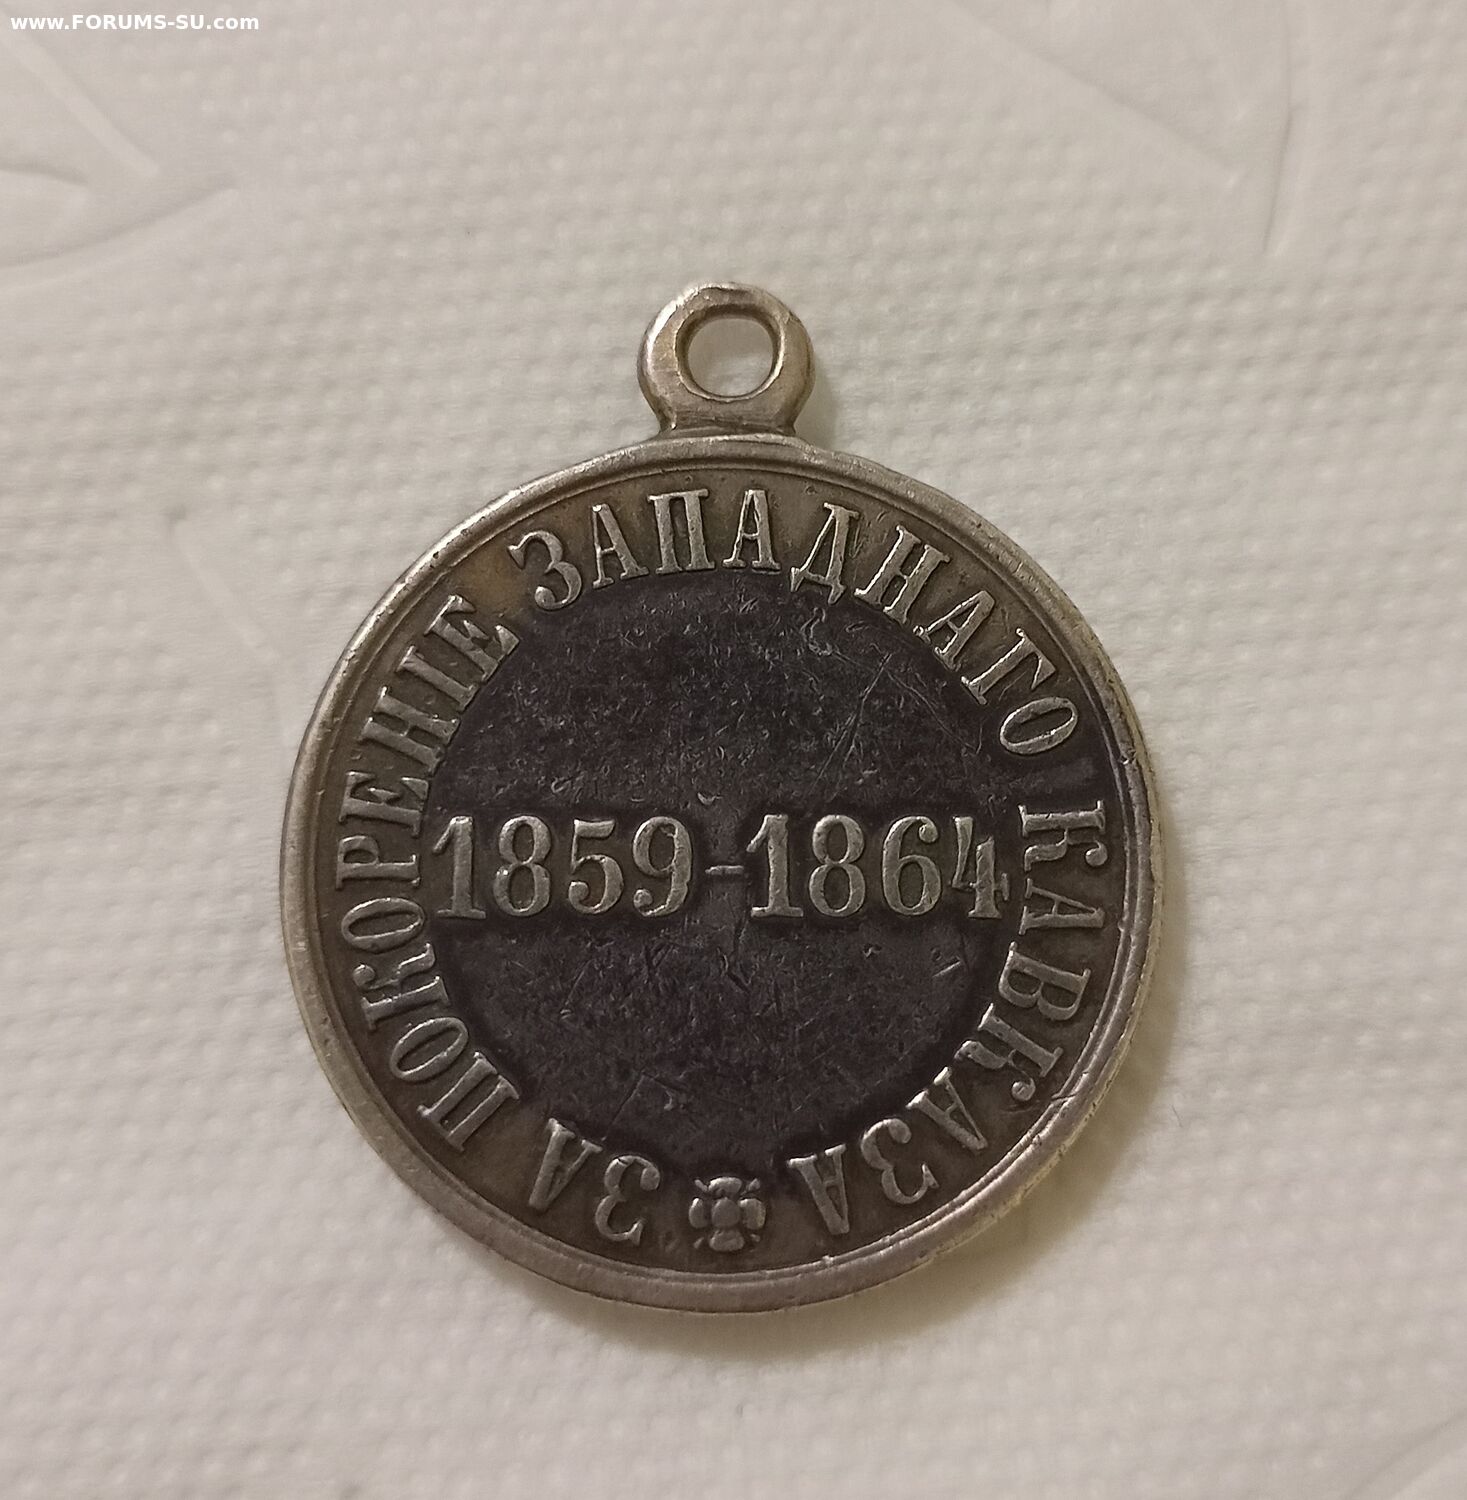 www.FORUMS-SU.com
ЗА ПОКОРЕНІЕ ЗАПАДНАГО КАВКАЗА
1859-1864